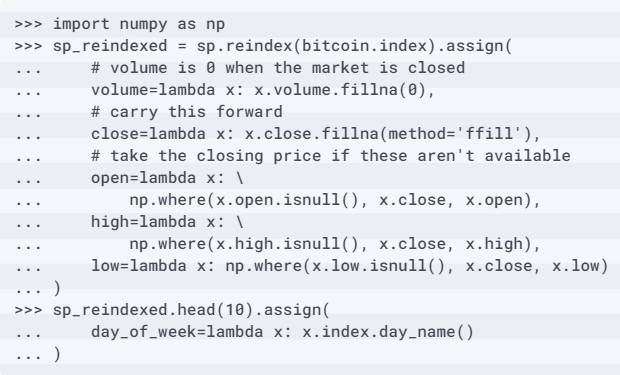 >>> import numpy as np
>>> sp_reindexed = sp.reindex(bitcoin.index).assign(
...     # volume is 0 when the market is closed
...     volume=lambda x: x.volume.fillna(0),
...     # carry this forward
...     close=lambda x: x.close.fillna(method='ffill'),
...     # take the closing price if these aren't available
...     open=lambda x: \
...         np.where(x.open.isnull(), x.close, x.open),
...     high=lambda x: \
...         np.where(x.high.isnull(), x.close, x.high),
...     low=lambda x: np.where(x.low.isnull(), x.close, x.low)
... )
>>> sp_reindexed.head(10).assign(
...     day_of_week=lambda x: x.index.day_name()
... )